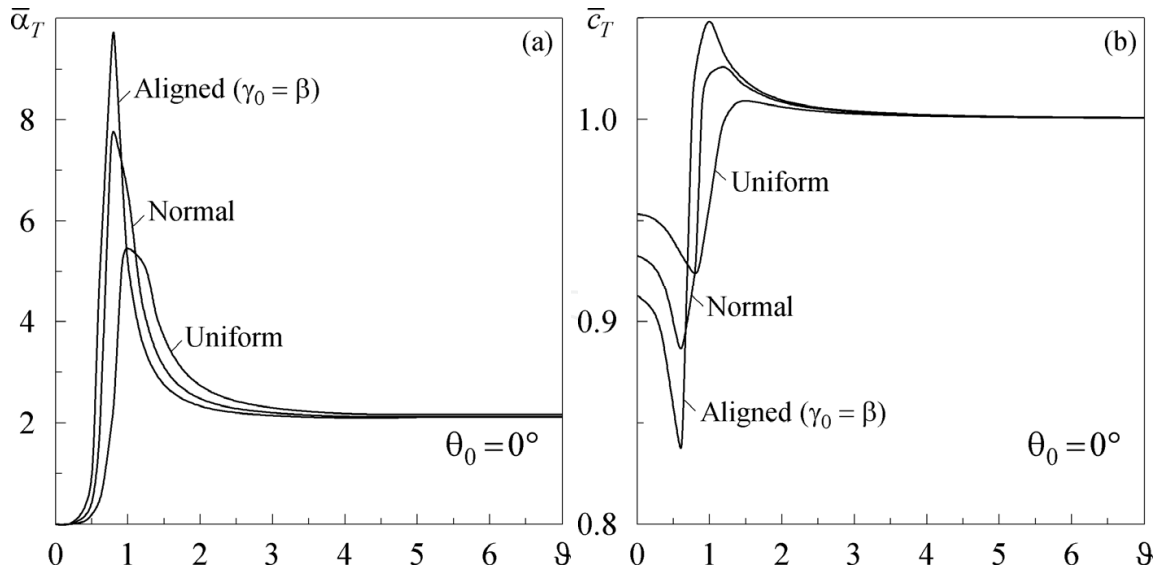 ᾱ_T
(a)
8
6
4
2
0 1 2 3 4 5 6 ϑ
Aligned (γ₀ = β)
Normal
Uniform
θ₀ = 0°
c̄_T
(b)
1.0
0.9
0.8
0 1 2 3 4 5 6 ϑ
Uniform
Normal
Aligned (γ₀ = β)
θ₀ = 0°